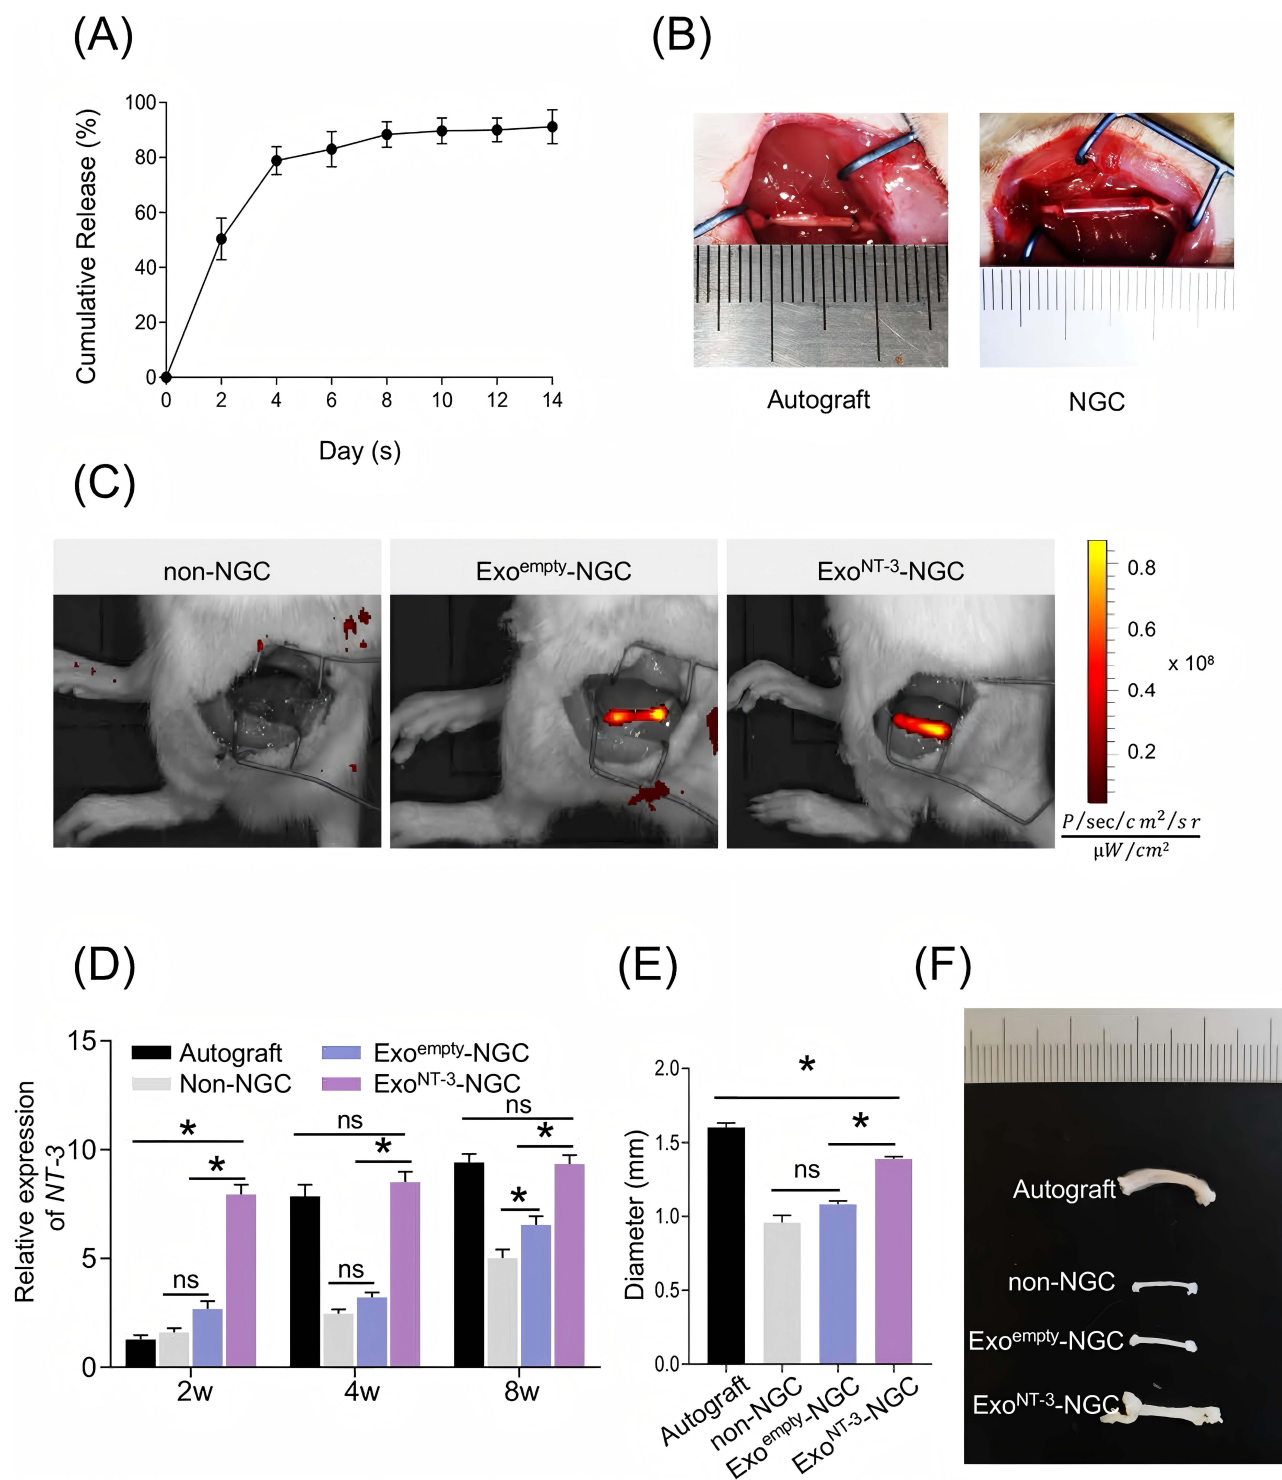 (A)
(B)
Cumulative Release (%)
100
80
60
40
20
0
0 2 4 6 8 10 12 14
Day (s)
Autograft
NGC
(C)
non-NGC
Exo^empty-NGC
Exo^NT-3-NGC
0.8
0.6
0.4
0.2
x 10⁸
P/sec/c m²/s r
µW/cm²
(D)
(E)
(F)
Relative expression
of NT-3
15
10
5
0
Autograft
Non-NGC
Exo^empty-NGC
Exo^NT-3-NGC
*
*
ns
ns
*
ns
ns
*
*
2w 4w 8w
Diameter (mm)
2.0
1.5
1.0
0.5
0.0
*
*
ns
Autograft
non-NGC
Exo^empty-NGC
Exo^NT-3-NGC
Autograft
non-NGC
Exo^empty-NGC
Exo^NT-3-NGC